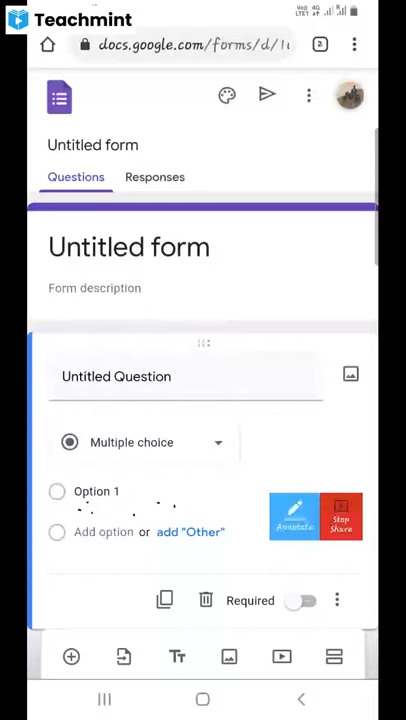 Teachmint
docs.google.com/forms/d/1
Untitled form
Questions Responses
Untitled form
Form description
Untitled Question
Multiple choice
Option 1
Add option or add "Other"
Annotate
Stop Share
Required